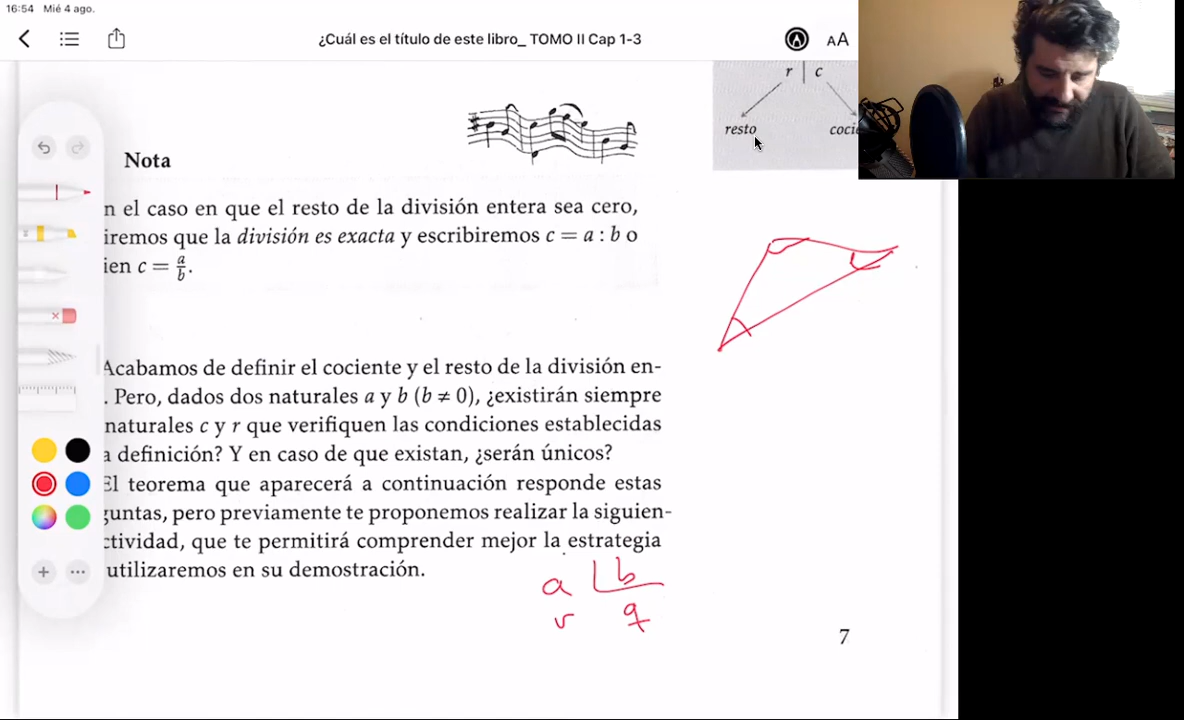 16:54 Mié 4 ago.
¿Cuál es el título de este libro_ TOMO II Cap 1-3
AA
r c
resto
Nota
n el caso en que el resto de la división entera sea cero,
iremos que la división es exacta y escribiremos c = a : b o
ien c = a/b.
Acabamos de definir el cociente y el resto de la división en-
. Pero, dados dos naturales a y b (b ≠ 0), ¿existirán siempre
naturales c y r que verifiquen las condiciones establecidas
a definición? Y en caso de que existan, ¿serán únicos?
El teorema que aparecerá a continuación responde estas
guntas, pero previamente te proponemos realizar la siguien-
ctividad, que te permitirá comprender mejor la estrategia
utilizaremos en su demostración.
a b
r q
7